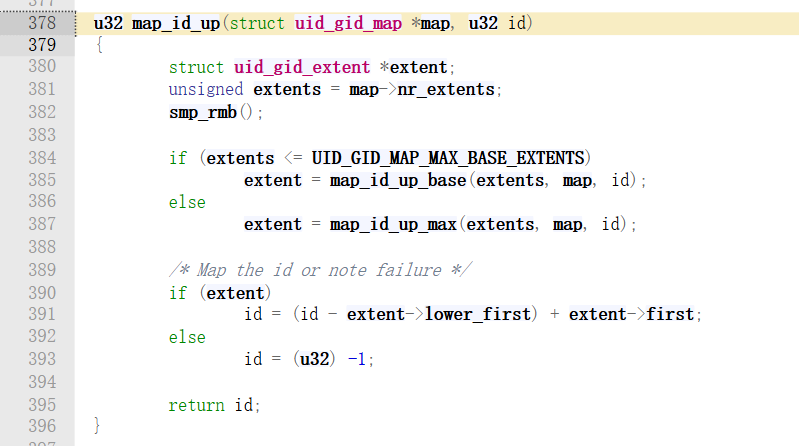 378 u32 map_id_up(struct uid_gid_map *map, u32 id)
379 {
380 struct uid_gid_extent *extent;
381 unsigned extents = map->nr_extents;
382 smp_rmb();
383
384 if (extents <= UID_GID_MAP_MAX_BASE_EXTENTS)
385 extent = map_id_up_base(extents, map, id);
386 else
387 extent = map_id_up_max(extents, map, id);
388
389 /* Map the id or note failure */
390 if (extent)
391 id = (id - extent->lower_first) + extent->first;
392 else
393 id = (u32) -1;
394
395 return id;
396 }